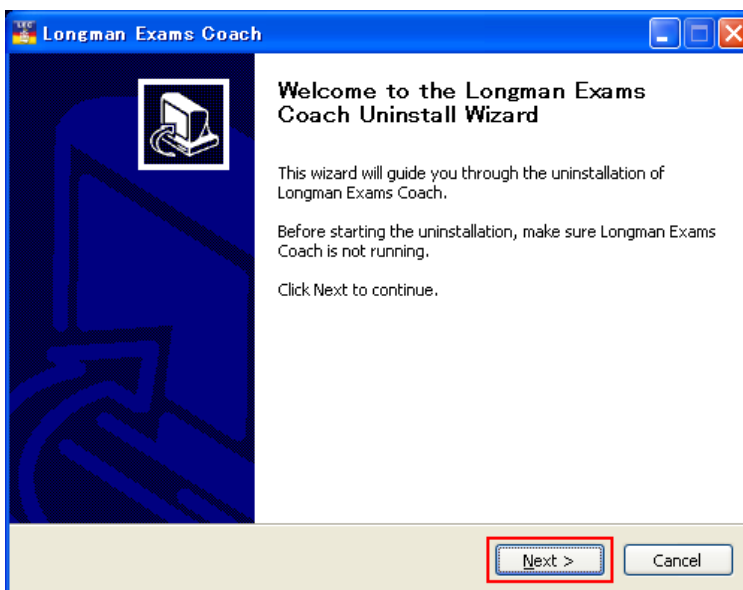 Longman Exams Coach
Welcome to the Longman Exams
Coach Uninstall Wizard
This wizard will guide you through the uninstallation of
Longman Exams Coach.
Before starting the uninstallation, make sure Longman Exams
Coach is not running.
Click Next to continue.
Next >
Cancel